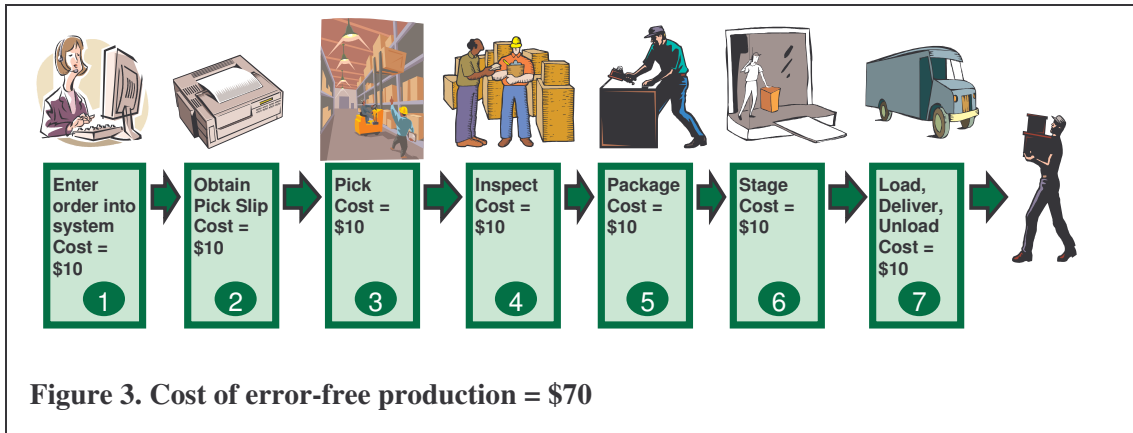 Enter
order into
system
Cost =
$10
1
Obtain
Pick Slip
Cost =
$10
2
Pick
Cost =
$10
3
Inspect
Cost =
$10
4
Package
Cost =
$10
5
Stage
Cost =
$10
6
Load,
Deliver,
Unload
Cost =
$10
7
Figure 3. Cost of error-free production = $70